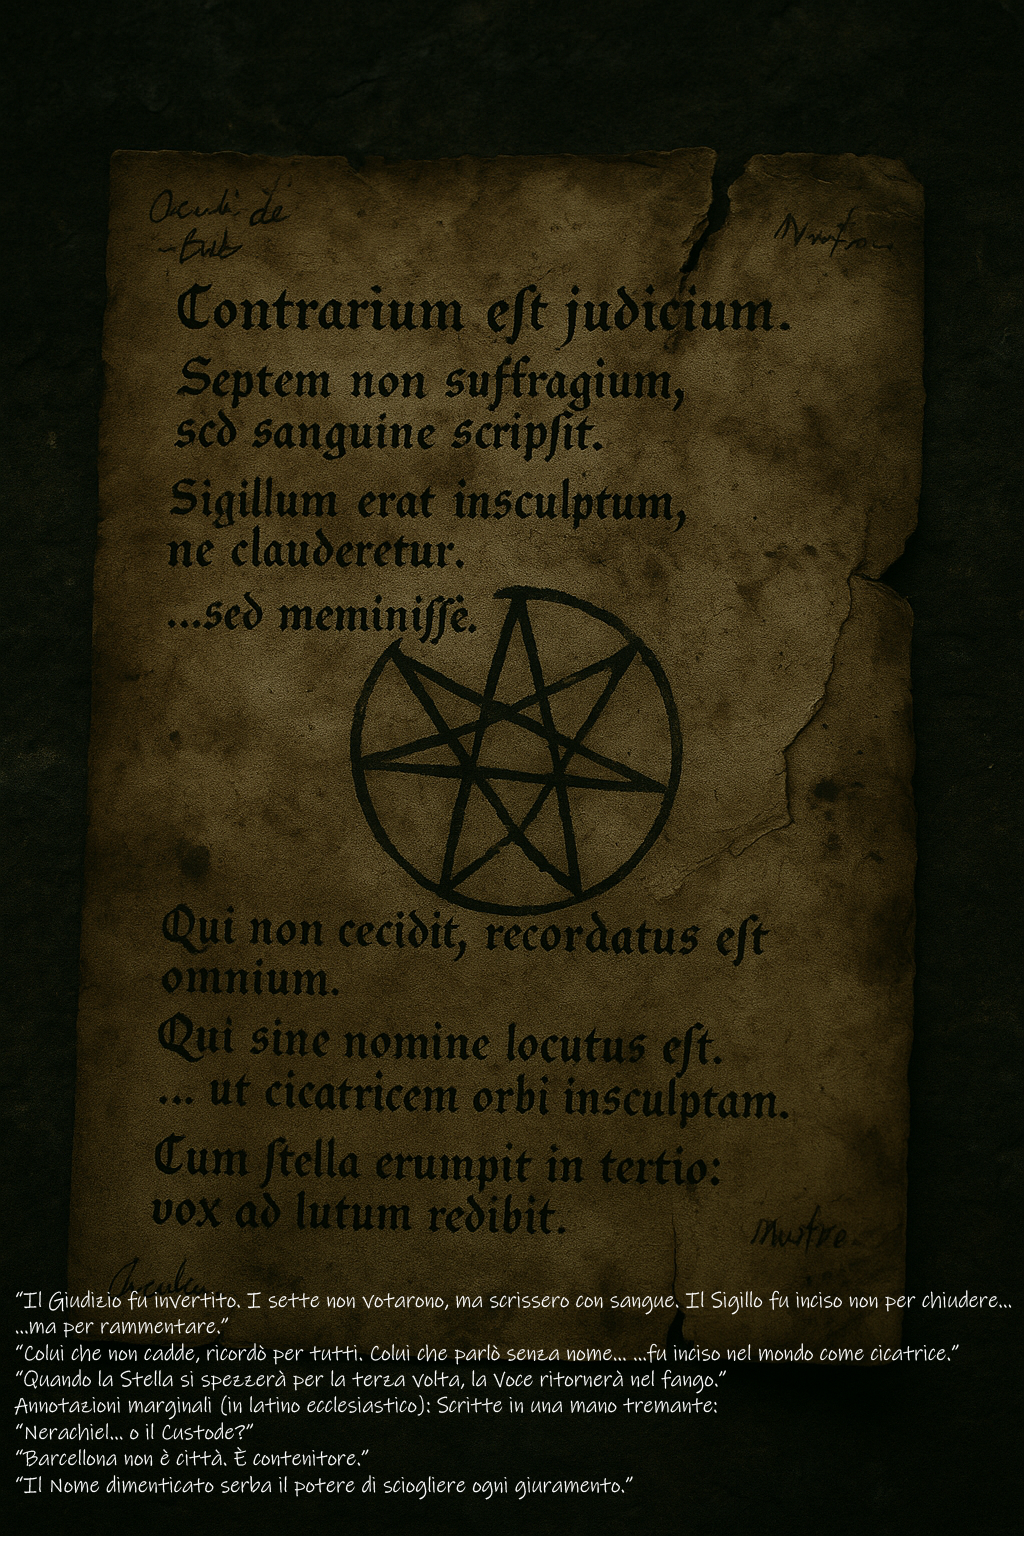 Oculi de
Contrarium eſt judicium.
Septem non suffragium,
scd sanguine scripſit.
Sigillum erat insculptum,
ne clauderetur.
...sed meminiſſē.
Qui non cecidit, recordatus eſt
omnium.
Qui sine nomine locutus eſt.
... ut cicatricem orbi insculptam.
Cum ſtella erumpit in tertio:
vox ad lutum redibit.
"Il Giudizio fu invertito. I sette non votarono, ma scrissero con sangue. Il Sigillo fu inciso non per chiudere...
...ma per rammentare."
"Colui che non cadde, ricordò per tutti. Colui che parlò senza nome... ...fu inciso nel mondo come cicatrice."
"Quando la Stella si spezzerà per la terza volta, la Voce ritornerà nel fango."
Annotazioni marginali (in latino ecclesiastico): Scritte in una mano tremante:
"Nerachiel... o il Custode?"
"Barcellona non è città. È contenitore."
"Il Nome dimenticato serba il potere di sciogliere ogni giuramento."